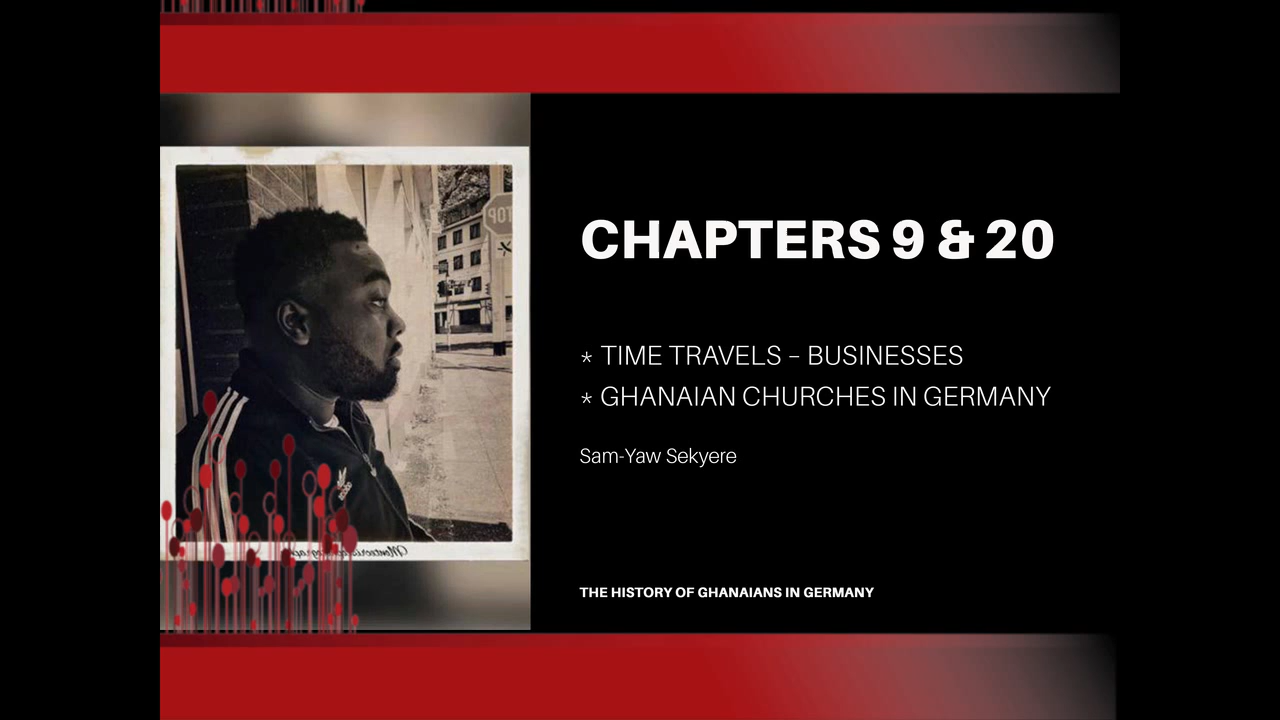 CHAPTERS 9 & 20
* TIME TRAVELS – BUSINESSES
* GHANAIAN CHURCHES IN GERMANY
Sam-Yaw Sekyere
THE HISTORY OF GHANAIANS IN GERMANY